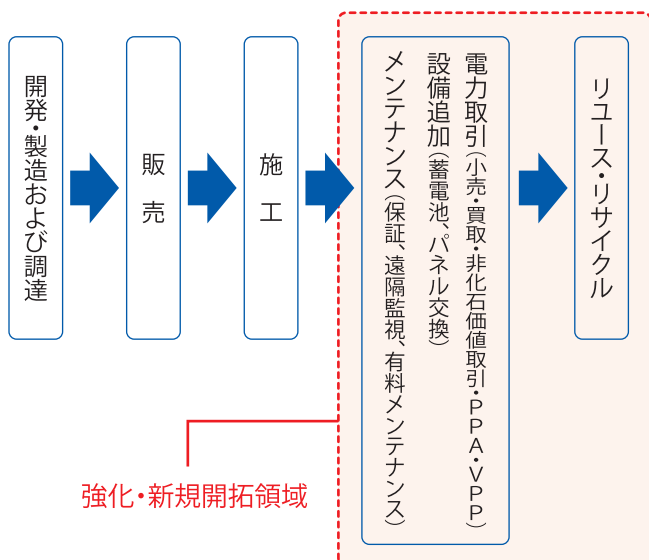 開発・製造および調達
販売
施工
電力取引(小売・買取・非化石価値取引・PPA・VPP)
設備追加(蓄電池、パネル交換)
メンテナンス(保証、遠隔監視、有料メンテナンス)
リユース・リサイクル
強化・新規開拓領域